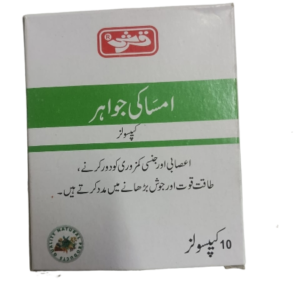 قرشی
امساکی جواہر
کیپسولز
اعصابی اور جنسی کمزوری کو دور کرنے،
طاقت قوت اور جوش بڑھانے میں مدد کرتے ہیں۔
10 کیپسولز